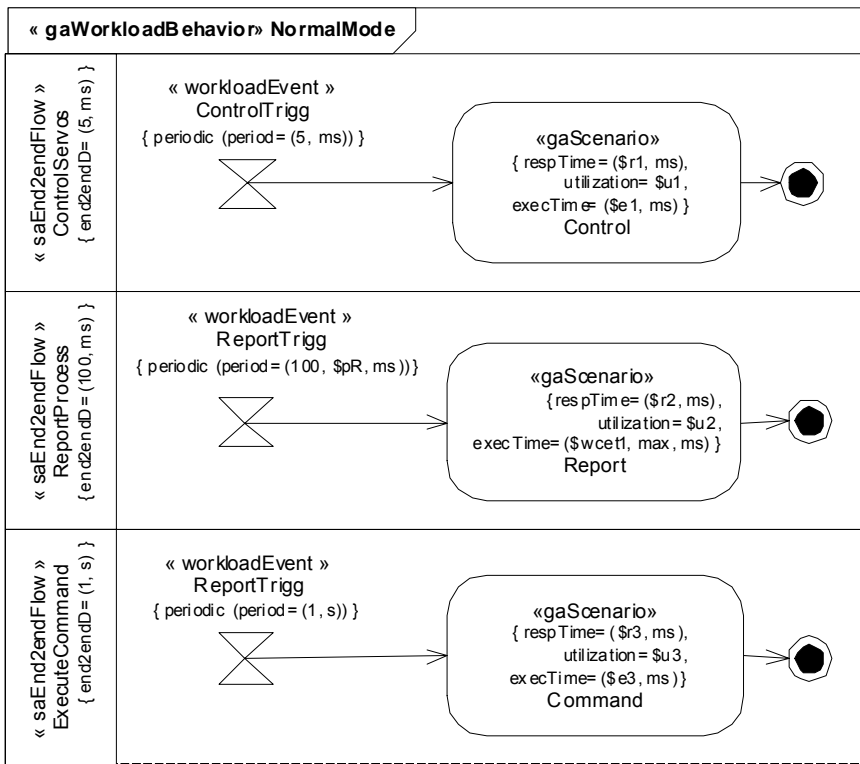 « gaWorkloadBehavior» NormalMode
« saEnd2endFlow »
ControlServos
{ end2endD= (5, ms) }
« workloadEvent »
ControlTrigg
{ periodic (period= (5, ms)) }
«gaScenario»
{ respTime= ($r1, ms),
utilization= $u1,
execTime= ($e1, ms) }
Control
« saEnd2endFlow »
ReportProcess
{end2endD= (100, ms) }
« workloadEvent »
ReportTrigg
{ periodic (period= (100, $pR, ms)) }
«gaScenario»
{respTime= ($r2, ms),
utilization= $u2,
execTime= ($wcet1, max, ms) }
Report
« saEnd2endFlow »
ExecuteCommand
{ end2endD= (1, s) }
« workloadEvent »
ReportTrigg
{ periodic (period= (1, s)) }
«gaScenario»
{ respTime= ($r3, ms),
utilization= $u3,
execTime= ($e3, ms) }
Command